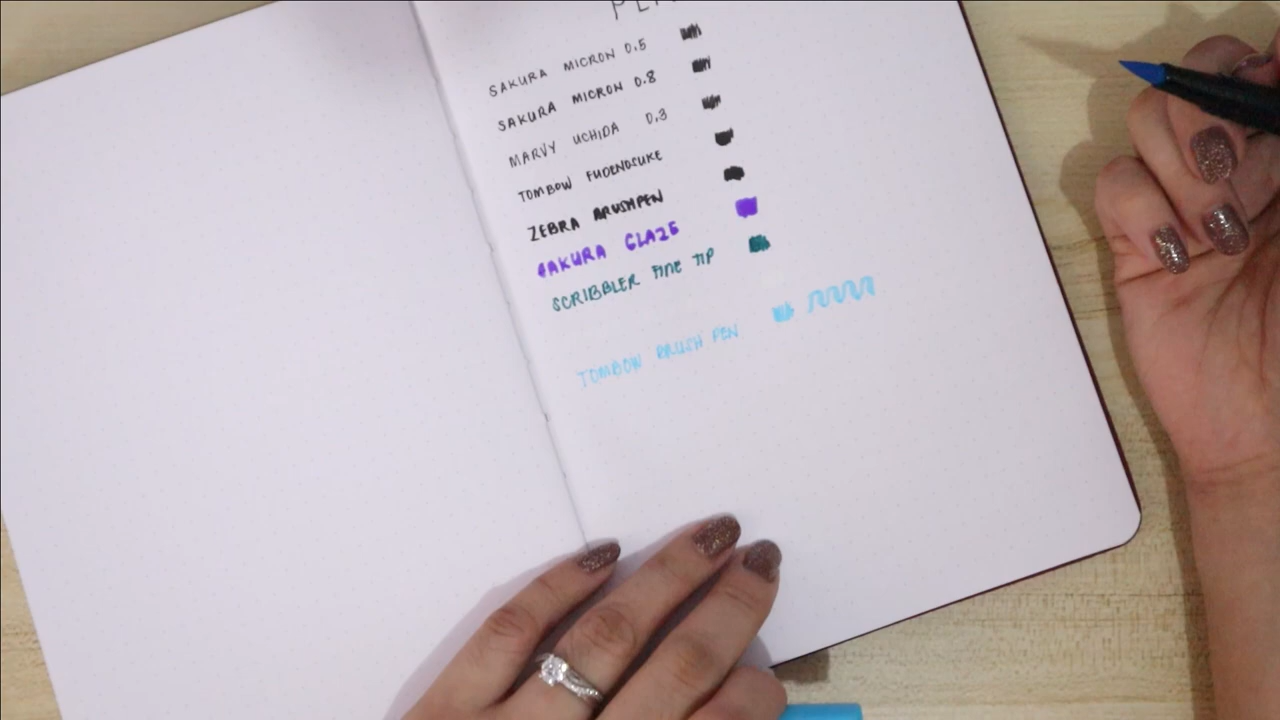 SAKURA MICRON 0.5
SAKURA MICRON 0.8
MARVY UCHIDA 0.3
TOMBOW FUDENOSUKE
ZEBRA BRUSHPEN
SAKURA GLAZE
SCRIBBLER FINE TIP
TOMBOW BRUSH PEN